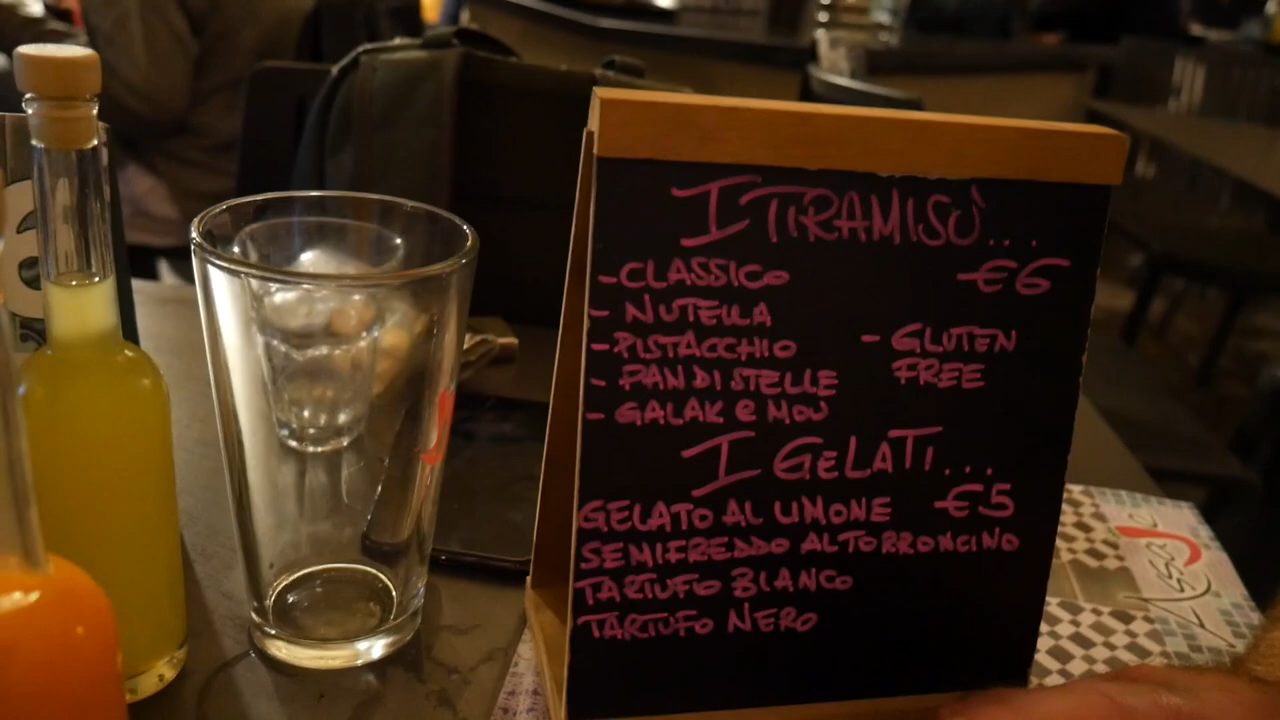 I TIRAMISÙ...
€6
- CLASSICO
- NUTELLA
- PISTACCHIO
- PAN DI STELLE
- GALAK e MOU
- GLUTEN
FREE
I GELATI...
€5
GELATO AL LIMONE
SEMIFREDDO AL TORRONCINO
TARTUFO BIANCO
TARTUFO NERO
AssaJe